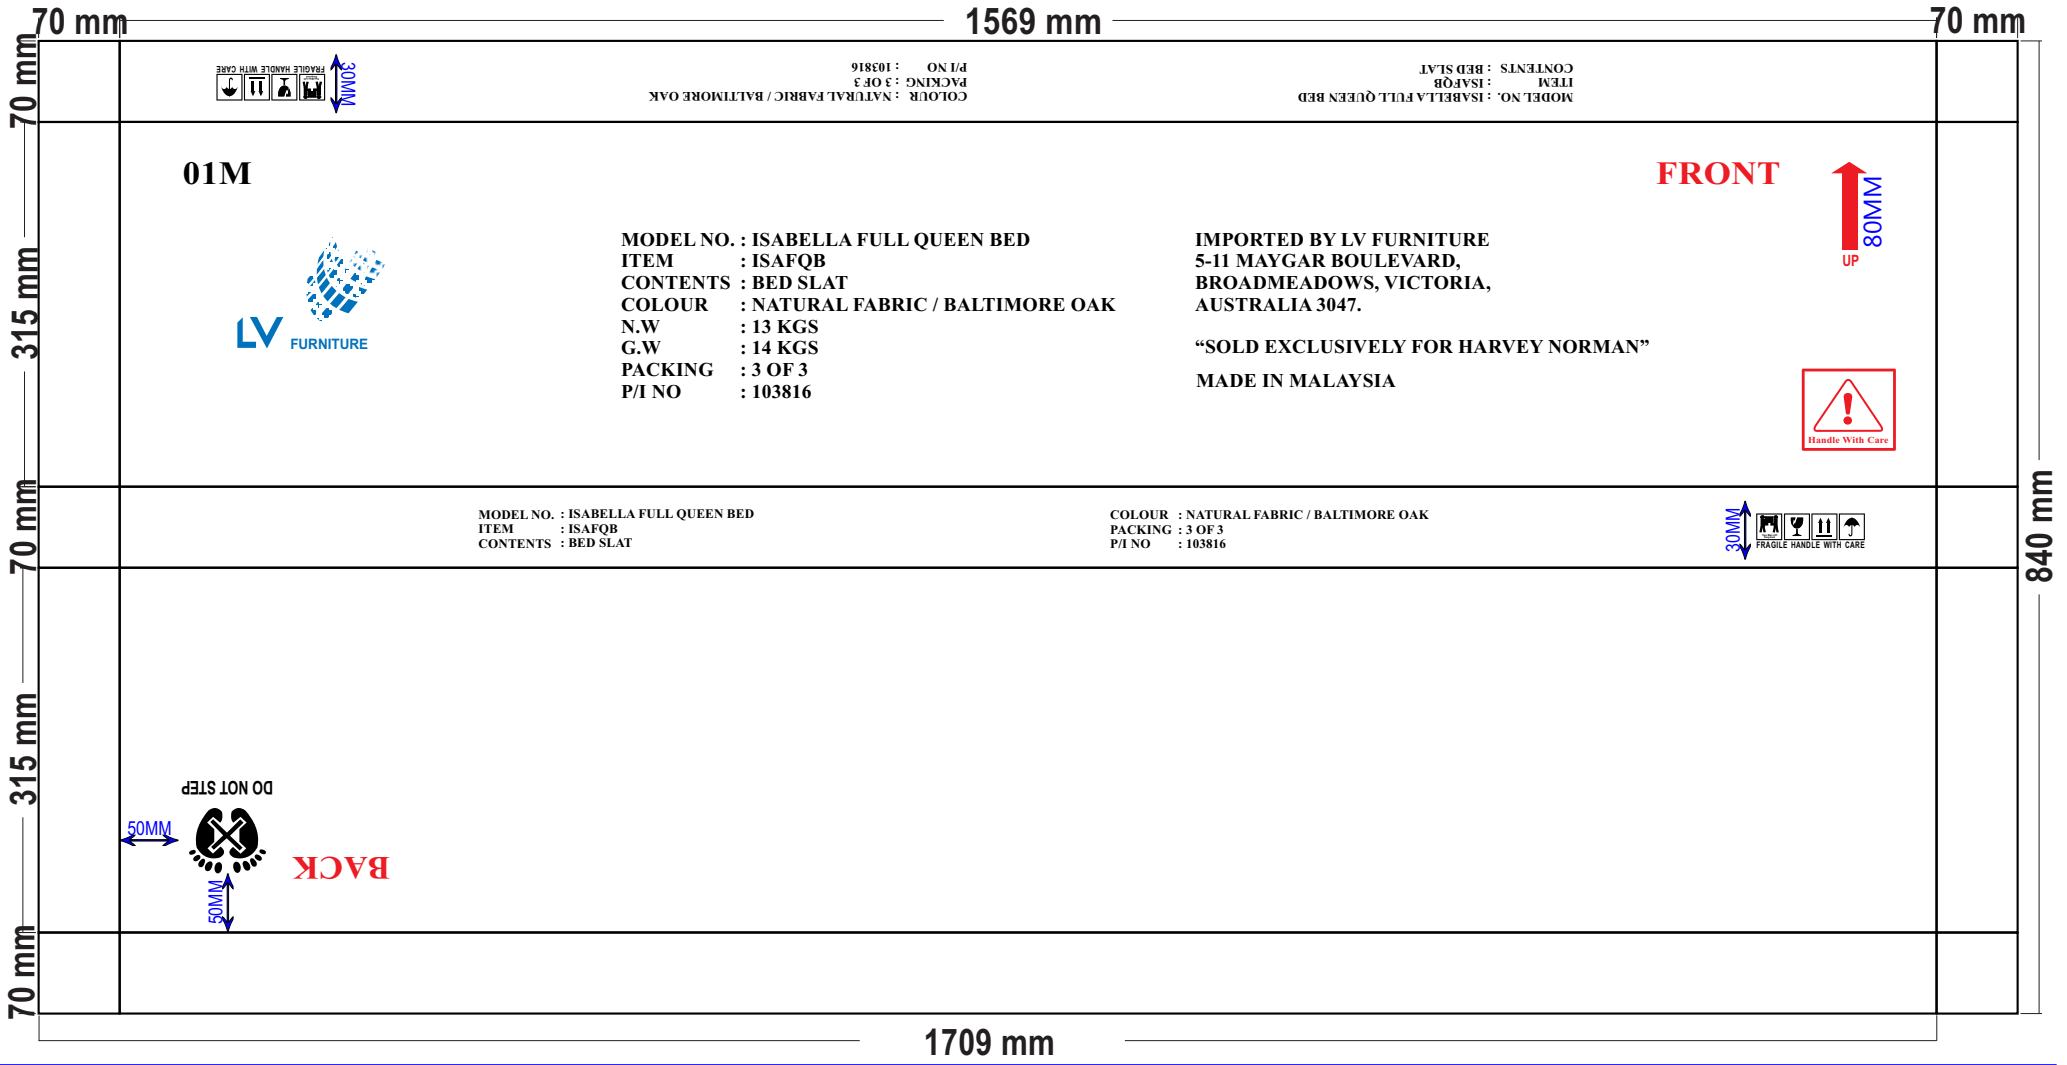 70 mm
1569 mm
70 mm
70 mm
FRAGILE HANDLE WITH CARE
30MM
COLOUR : NATURAL FABRIC / BALTIMORE OAK
PACKING : 3 OF 3
P/I NO : 103816
MODEL NO. : ISABELLA FULL QUEEN BED
ITEM : ISAFQB
CONTENTS : BED SLAT
315 mm
01M
LV FURNITURE
MODEL NO. : ISABELLA FULL QUEEN BED
ITEM : ISAFQB
CONTENTS : BED SLAT
COLOUR : NATURAL FABRIC / BALTIMORE OAK
N.W : 13 KGS
G.W : 14 KGS
PACKING : 3 OF 3
P/I NO : 103816
IMPORTED BY LV FURNITURE
5-11 MAYGAR BOULEVARD,
BROADMEADOWS, VICTORIA,
AUSTRALIA 3047.
“SOLD EXCLUSIVELY FOR HARVEY NORMAN”
MADE IN MALAYSIA
FRONT
80MM
UP
Handle With Care
70 mm
MODEL NO. : ISABELLA FULL QUEEN BED
ITEM : ISAFQB
CONTENTS : BED SLAT
COLOUR : NATURAL FABRIC / BALTIMORE OAK
PACKING : 3 OF 3
P/I NO : 103816
30MM
FRAGILE HANDLE WITH CARE
840 mm
315 mm
DO NOT STEP
50MM
BACK
50MM
70 mm
1709 mm